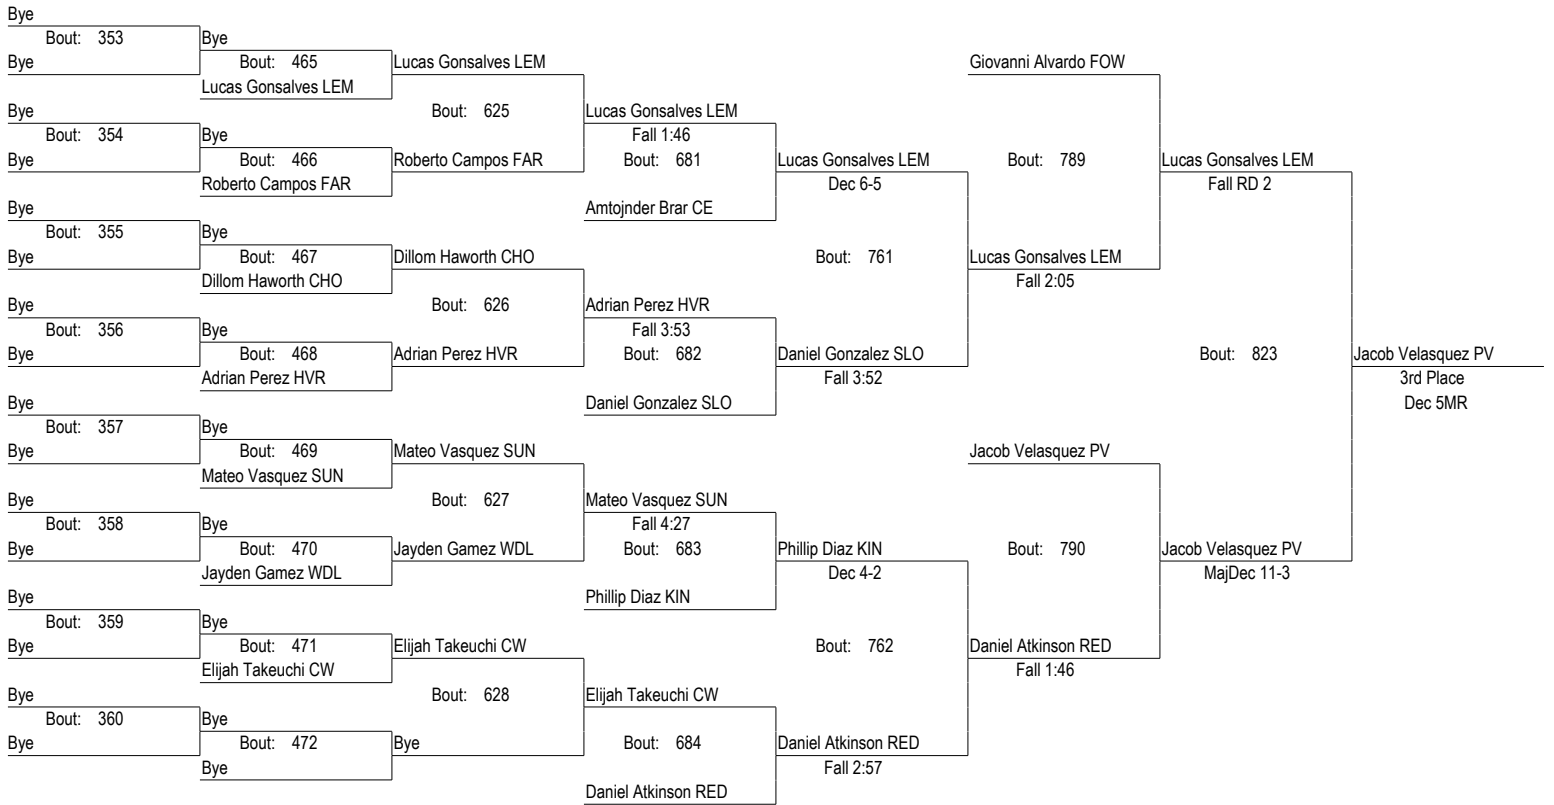 Bye
Bout: 353 Bye
Bye Bout: 465 Lucas Gonsalves LEM Giovanni Alvardo FOW
Lucas Gonsalves LEM
Bye Bout: 625 Lucas Gonsalves LEM
Bout: 354 Bye Fall 1:46
Bye Bout: 466 Roberto Campos FAR Bout: 681 Lucas Gonsalves LEM Bout: 789 Lucas Gonsalves LEM
Roberto Campos FAR Dec 6-5 Fall RD 2
Bye Amtojnder Brar CE
Bout: 355 Bye
Bye Bout: 467 Dillom Haworth CHO Bout: 761 Lucas Gonsalves LEM
Dillom Haworth CHO Fall 2:05
Bye Bout: 626 Adrian Perez HVR
Bout: 356 Bye Fall 3:53
Bye Bout: 468 Adrian Perez HVR Bout: 682 Daniel Gonzalez SLO Bout: 823 Jacob Velasquez PV
Adrian Perez HVR Fall 3:52 3rd Place
Bye Daniel Gonzalez SLO Dec 5MR
Bout: 357 Bye
Bye Bout: 469 Mateo Vasquez SUN Jacob Velasquez PV
Mateo Vasquez SUN
Bye Bout: 627 Mateo Vasquez SUN
Bout: 358 Bye Fall 4:27
Bye Bout: 470 Jayden Gamez WDL Bout: 683 Phillip Diaz KIN Bout: 790 Jacob Velasquez PV
Jayden Gamez WDL Dec 4-2 MajDec 11-3
Bye Phillip Diaz KIN
Bout: 359 Bye
Bye Bout: 471 Elijah Takeuchi CW Bout: 762 Daniel Atkinson RED
Elijah Takeuchi CW Fall 1:46
Bye Bout: 628 Elijah Takeuchi CW
Bout: 360 Bye
Bye Bout: 472 Bye Bout: 684 Daniel Atkinson RED
Bye Fall 2:57
Daniel Atkinson RED